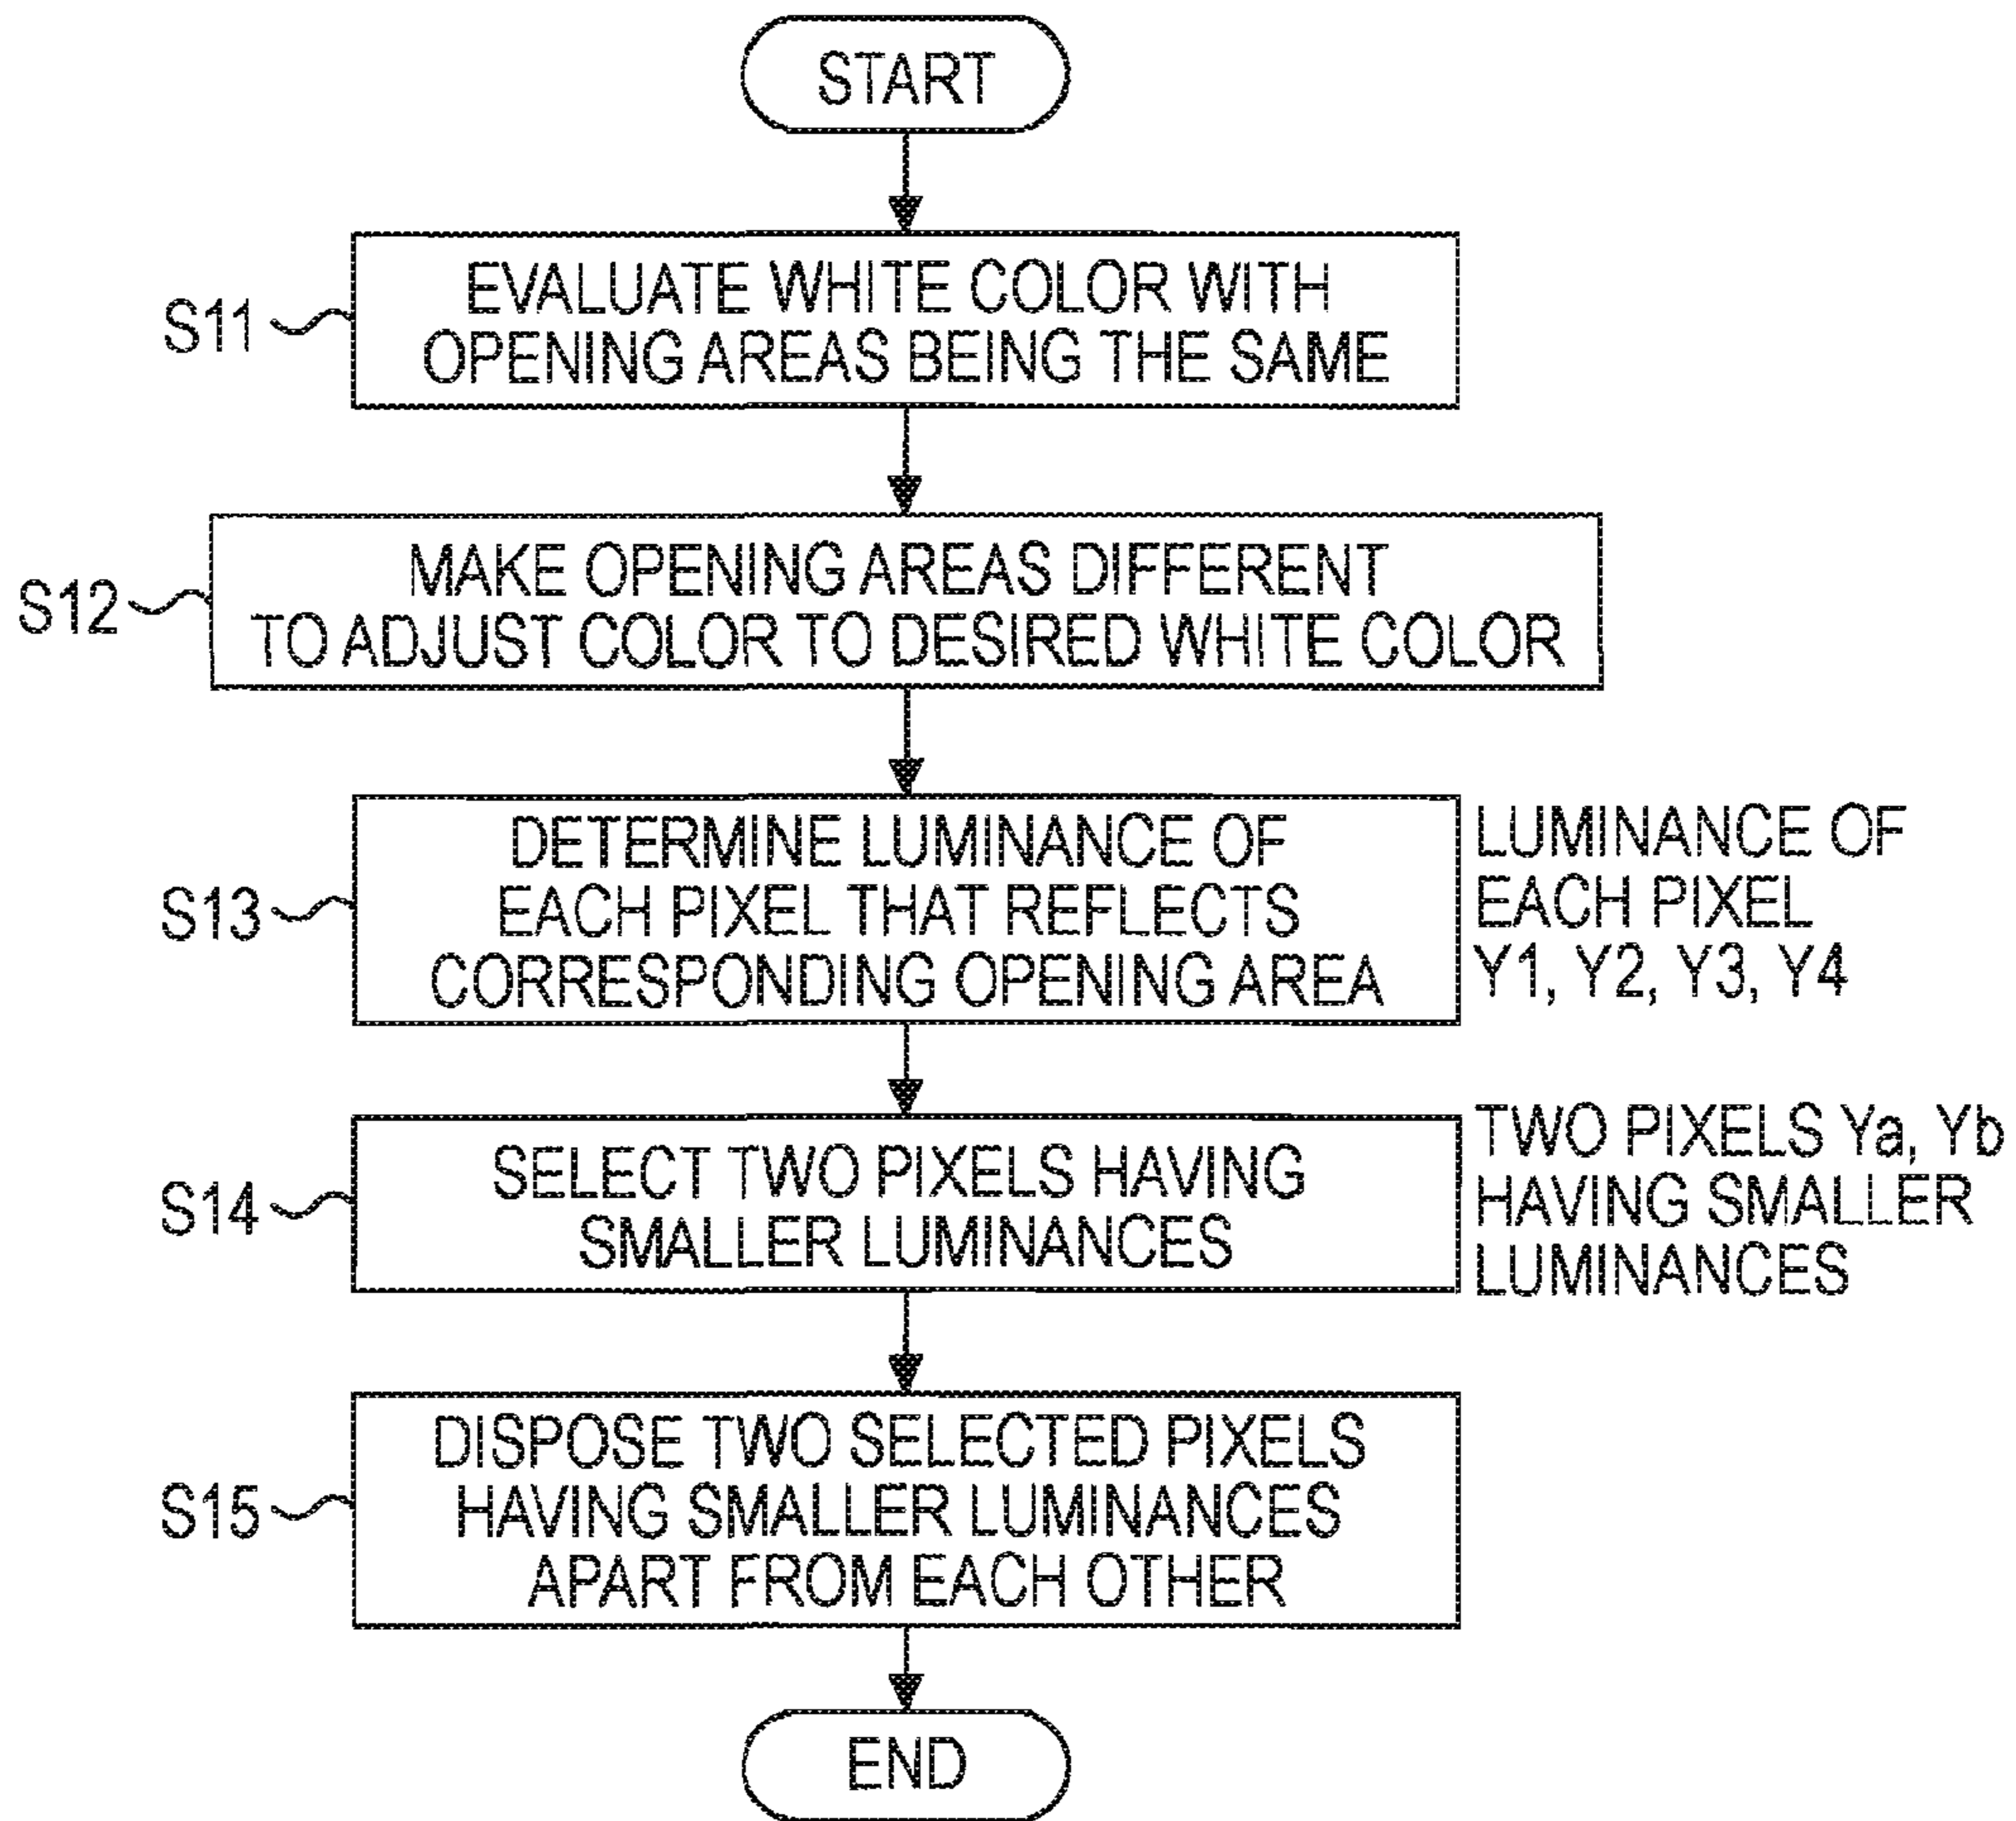 START
S11
EVALUATE WHITE COLOR WITH
OPENING AREAS BEING THE SAME
S12
MAKE OPENING AREAS DIFFERENT
TO ADJUST COLOR TO DESIRED WHITE COLOR
S13
DETERMINE LUMINANCE OF
EACH PIXEL THAT REFLECTS
CORRESPONDING OPENING AREA
LUMINANCE OF
EACH PIXEL
Y1, Y2, Y3, Y4
S14
SELECT TWO PIXELS HAVING
SMALLER LUMINANCES
TWO PIXELS Ya, Yb
HAVING SMALLER
LUMINANCES
S15
DISPOSE TWO SELECTED PIXELS
HAVING SMALLER LUMINANCES
APART FROM EACH OTHER
END